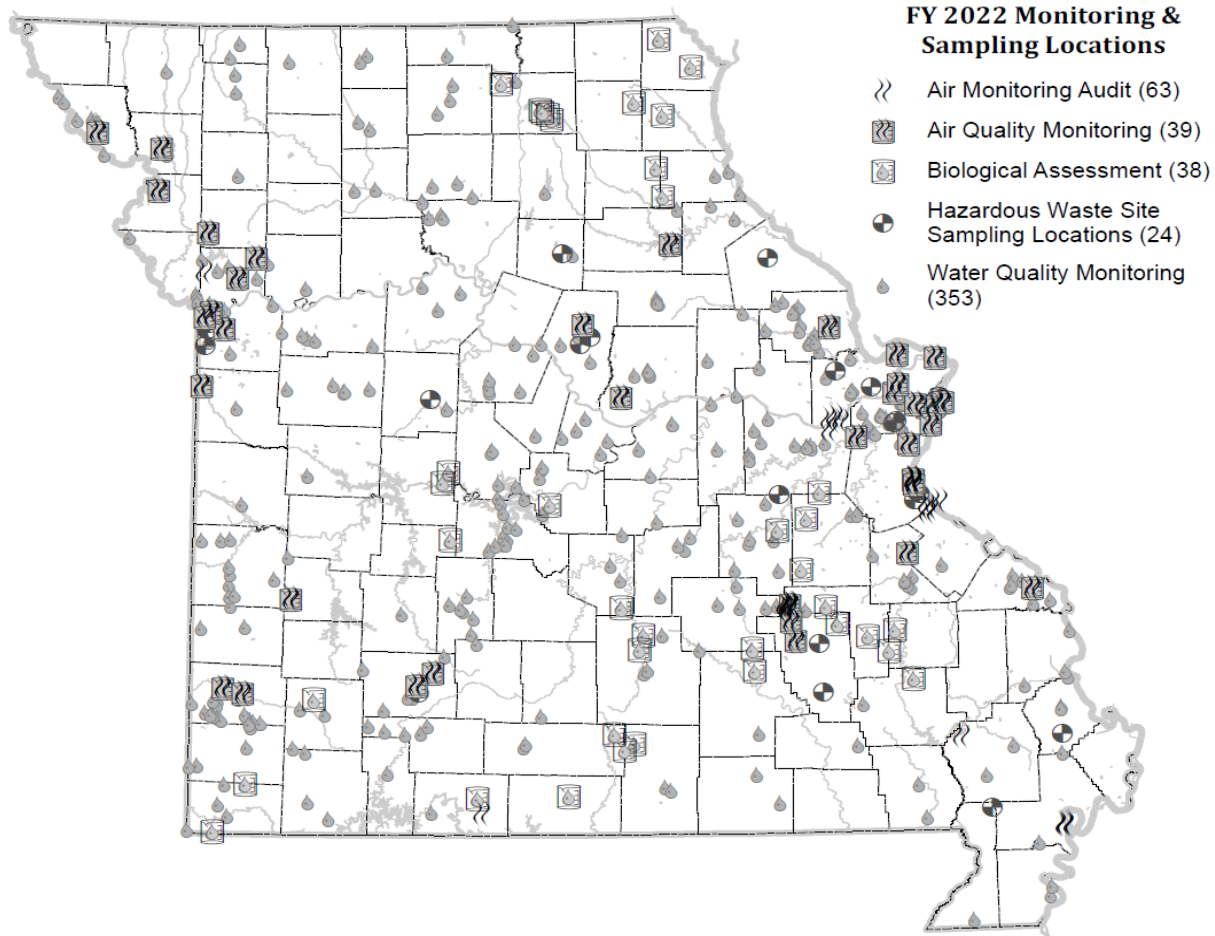 FY 2022 Monitoring &
Sampling Locations
Air Monitoring Audit (63)
Air Quality Monitoring (39)
Biological Assessment (38)
Hazardous Waste Site
Sampling Locations (24)
Water Quality Monitoring
(353)